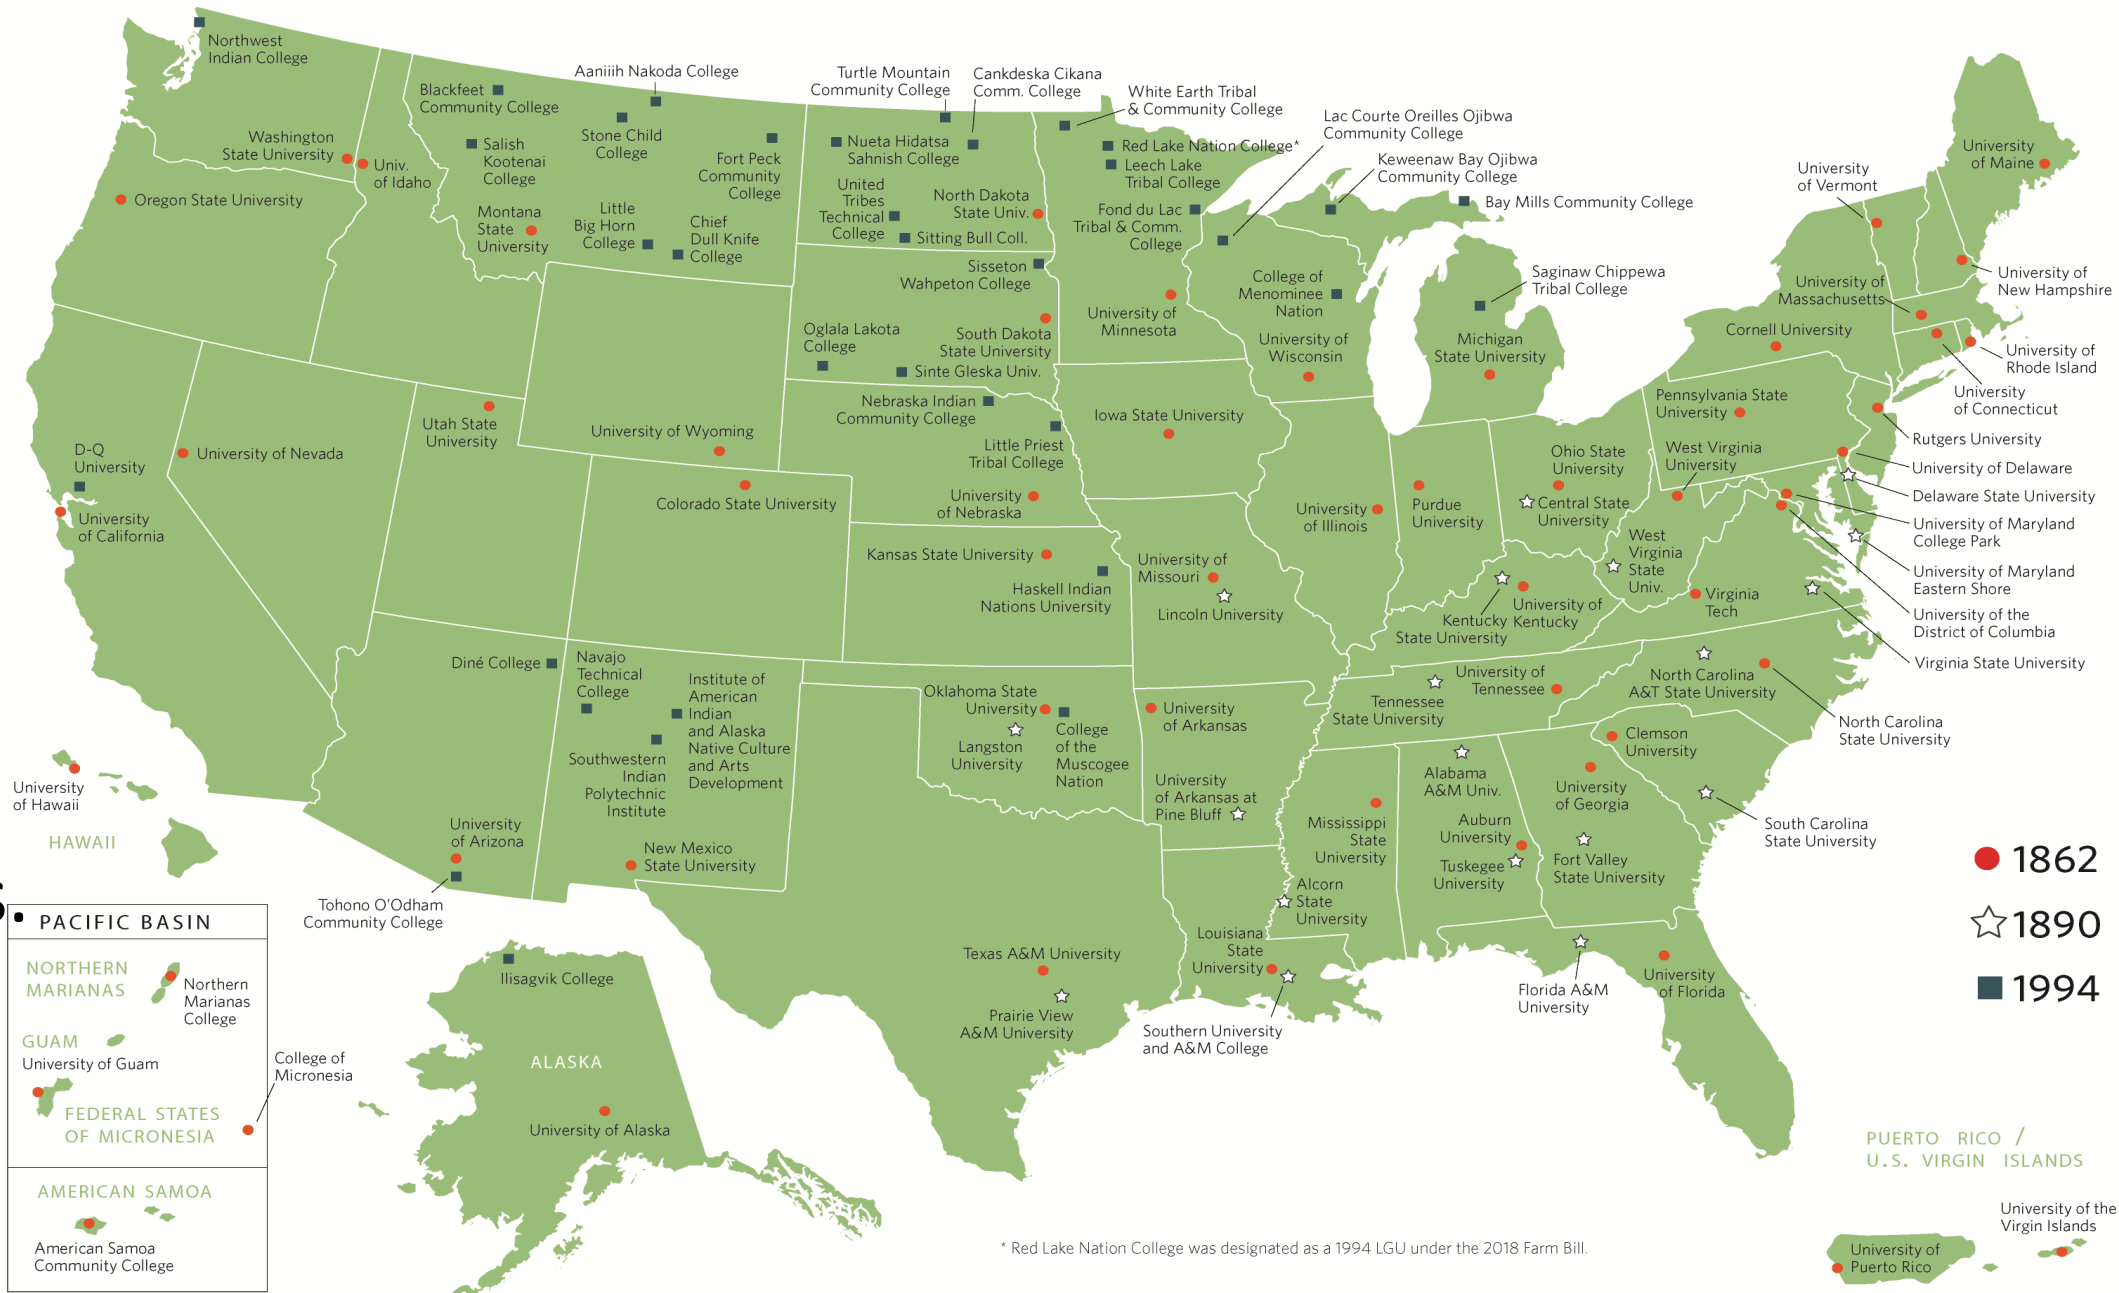 Northwest
Indian College
Washington
State University
Univ.
of Idaho
Oregon State University
Blackfeet
Community College
Salish
Kootenai
College
Montana
State
University
Aaniiih Nakoda College
Stone Child
College
Fort Peck
Community
College
Little
Big Horn
College
Chief
Dull Knife
College
Turtle Mountain
Community College
Cankdeska Cikana
Comm. College
Nueta Hidatsa
Sahnish College
United
Tribes
Technical
College
North Dakota
State Univ.
Sitting Bull Coll.
White Earth Tribal
& Community College
Red Lake Nation College*
Leech Lake
Tribal College
Fond du Lac
Tribal & Comm.
College
Lac Courte Oreilles Ojibwa
Community College
Keweenaw Bay Ojibwa
Community College
Bay Mills Community College
Saginaw Chippewa
Tribal College
Michigan
State University
College of
Menominee
Nation
University of
Wisconsin
University of
Minnesota
Sisseton
Wahpeton College
Oglala Lakota
College
South Dakota
State University
Sinte Gleska Univ.
Nebraska Indian
Community College
Little Priest
Tribal College
University
of Nebraska
Iowa State University
D-Q
University
University
of California
University of Nevada
Utah State
University
University of Wyoming
Colorado State University
Kansas State University
Haskell Indian
Nations University
University of
Missouri
Lincoln University
University
of Illinois
Purdue
University
Ohio State
University
Central State
University
West Virginia
University
West
Virginia
State
Univ.
Pennsylvania State
University
Cornell University
University
of Vermont
University
of Maine
University of
New Hampshire
University of
Massachusetts
University of
Rhode Island
University
of Connecticut
Rutgers University
University of Delaware
Delaware State University
University of Maryland
College Park
University of Maryland
Eastern Shore
University of the
District of Columbia
Virginia State University
Virginia
Tech
University of
Kentucky
Kentucky
State University
University of
Tennessee
Tennessee
State University
North Carolina
A&T State University
North Carolina
State University
Clemson
University
South Carolina
State University
University
of Georgia
Fort Valley
State University
Alabama
A&M Univ.
Auburn
University
Tuskegee
University
Mississippi
State
University
Alcorn
State
University
Louisiana
State
University
Southern University
and A&M College
Florida A&M
University
University
of Florida
University
of Arkansas
University
of Arkansas at
Pine Bluff
Oklahoma State
University
Langston
University
College
of the
Muscogee
Nation
Texas A&M University
Prairie View
A&M University
Diné College
Navajo
Technical
College
Institute of
American
Indian
and Alaska
Native Culture
and Arts
Development
Southwestern
Indian
Polytechnic
Institute
New Mexico
State University
University
of Arizona
Tohono O'Odham
Community College
University
of Hawaii
HAWAII
PACIFIC BASIN
NORTHERN
MARIANAS
Northern
Marianas
College
GUAM
University of Guam
FEDERAL STATES
OF MICRONESIA
College of
Micronesia
AMERICAN SAMOA
American Samoa
Community College
Ilisagvik College
ALASKA
University of Alaska
1862
1890
1994
PUERTO RICO /
U.S. VIRGIN ISLANDS
University of the
Virgin Islands
University of
Puerto Rico
* Red Lake Nation College was designated as a 1994 LGU under the 2018 Farm Bill.